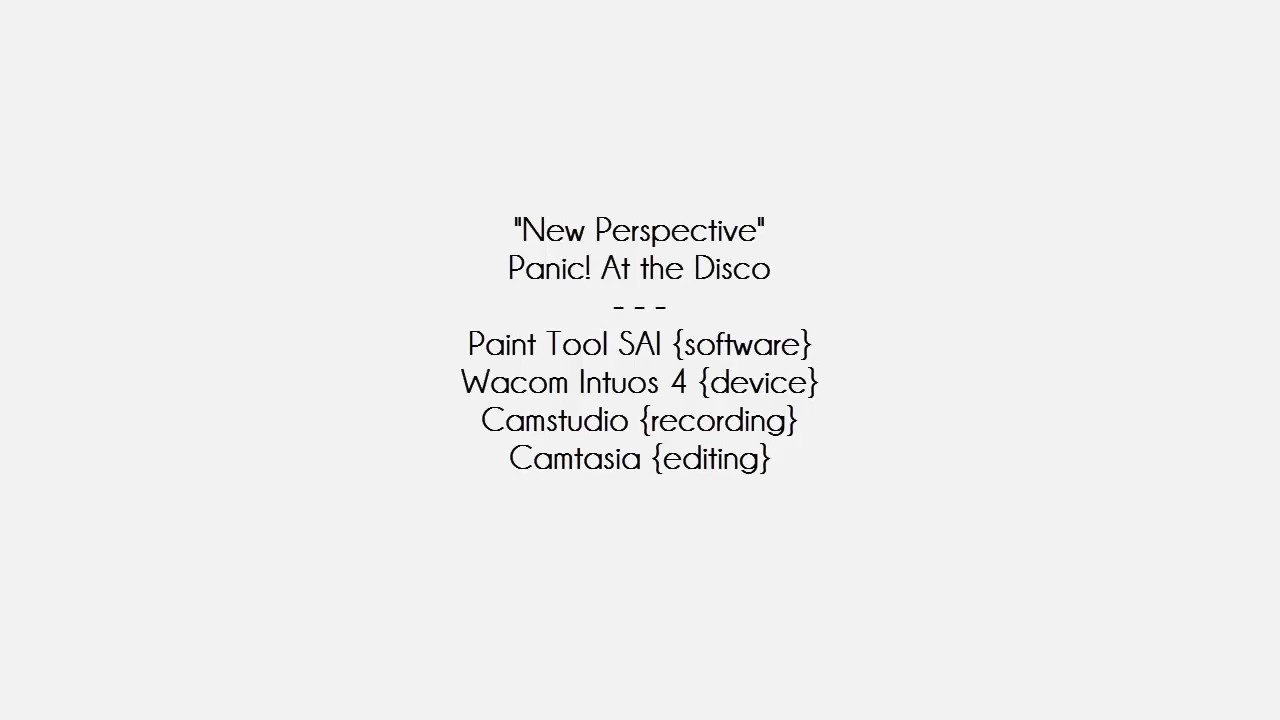 "New Perspective"
Panic! At the Disco
- - -
Paint Tool SAI {software}
Wacom Intuos 4 {device}
Camstudio {recording}
Camtasia {editing}